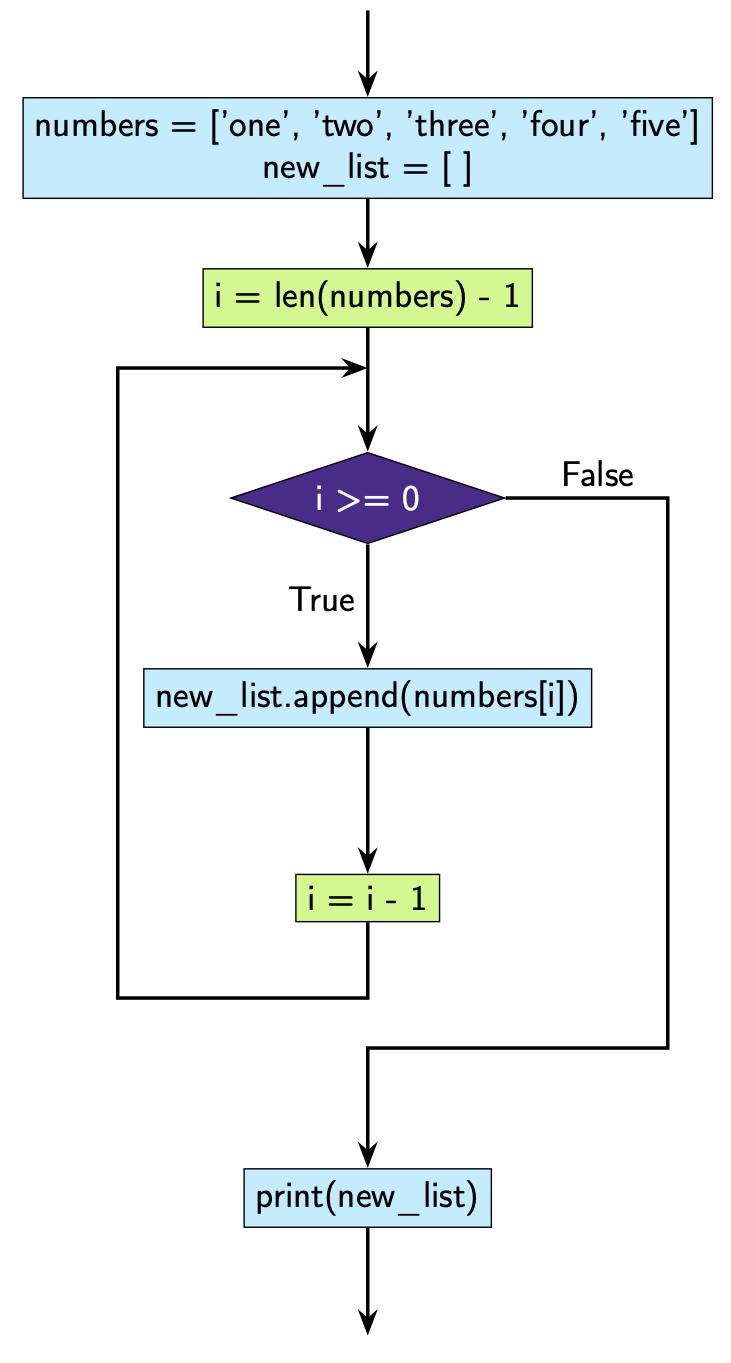 numbers = ['one', 'two', 'three', 'four', 'five']
new_list = [ ]
i = len(numbers) - 1
i >= 0
False
True
new_list.append(numbers[i])
i = i - 1
print(new_list)